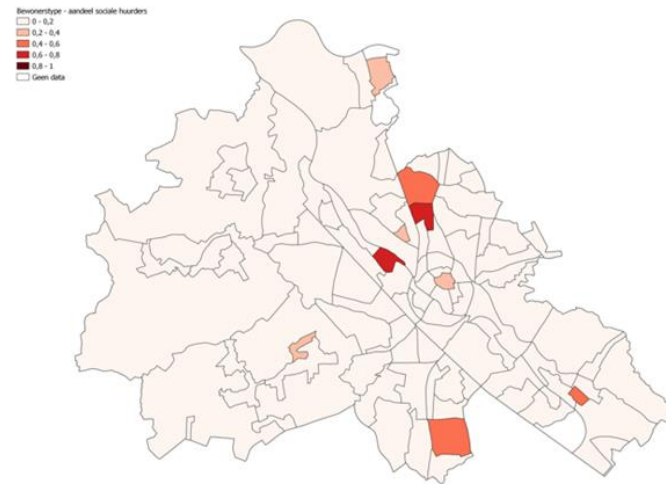 Bewonerstype - aandeel sociale huurders
0 - 0,2
0,2 - 0,4
0,4 - 0,6
0,6 - 0,8
0,8 - 1
Geen data